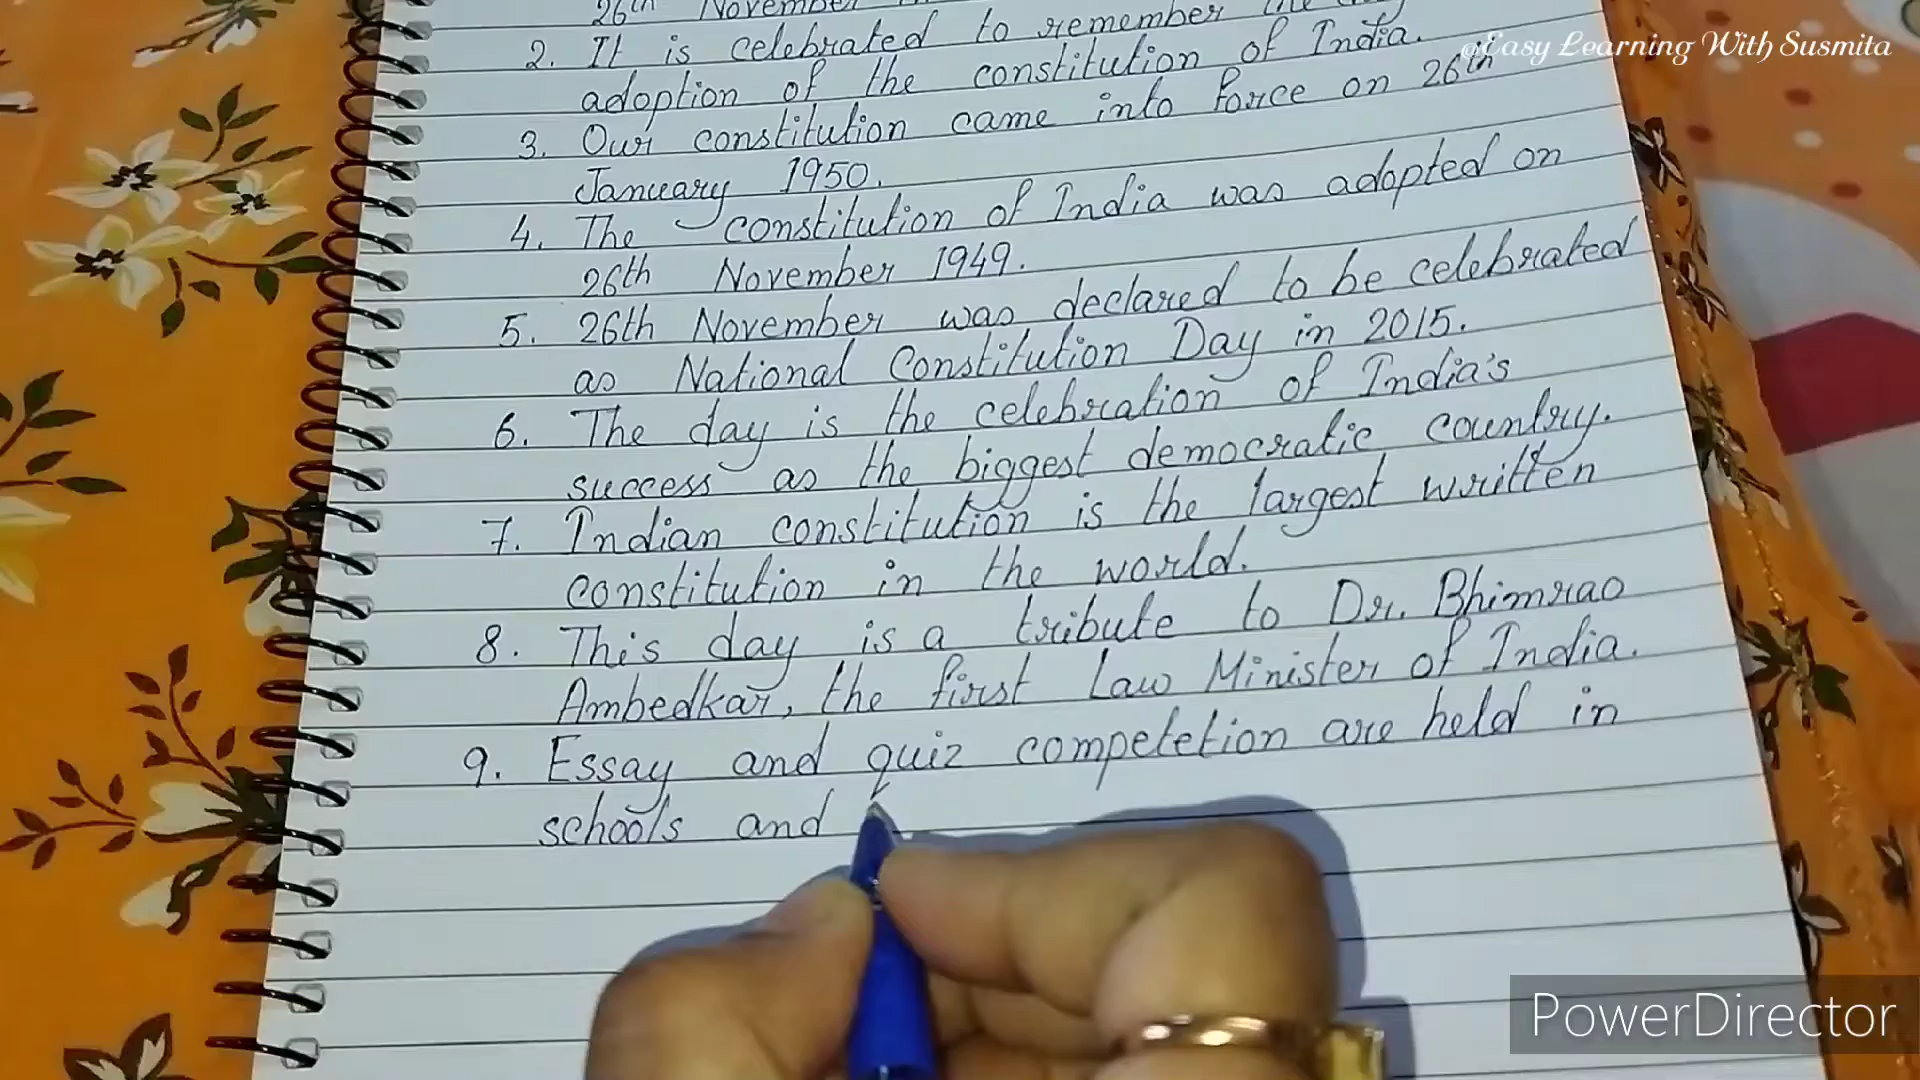 26th November
2. It is celebrated to remember the
@Easy Learning With Susmita
adoption of the constitution of India.
3. Our constitution came into force on 26th
January 1950.
4. The constitution of India was adopted on
26th November 1949.
5. 26th November was declared to be celebrated
as National Constitution Day in 2015.
6. The day is the celebration of India's
success as the biggest democratic country.
7. Indian constitution is the largest written
constitution in the world.
8. This day is a tribute to Dr. Bhimrao
Ambedkar, the first Law Minister of India.
9. Essay and quiz competetion are held in
schools and
PowerDirector